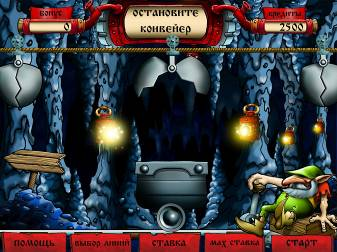 Бонус
0
ОСТАНОВИТЕ
КОНВЕЙЕР
Кредиты
2500
ПОМОЩЬ
ВЫБОР ЛИНИЙ
СТАВКА
МАХ СТАВКА
СТАРТ